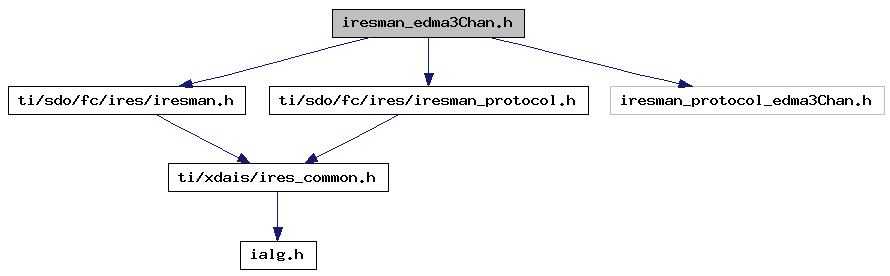 iresman_edma3Chan.h
ti/sdo/fc/ires/iresman.h
ti/sdo/fc/ires/iresman_protocol.h
iresman_protocol_edma3Chan.h
ti/xdais/ires_common.h
ialg.h